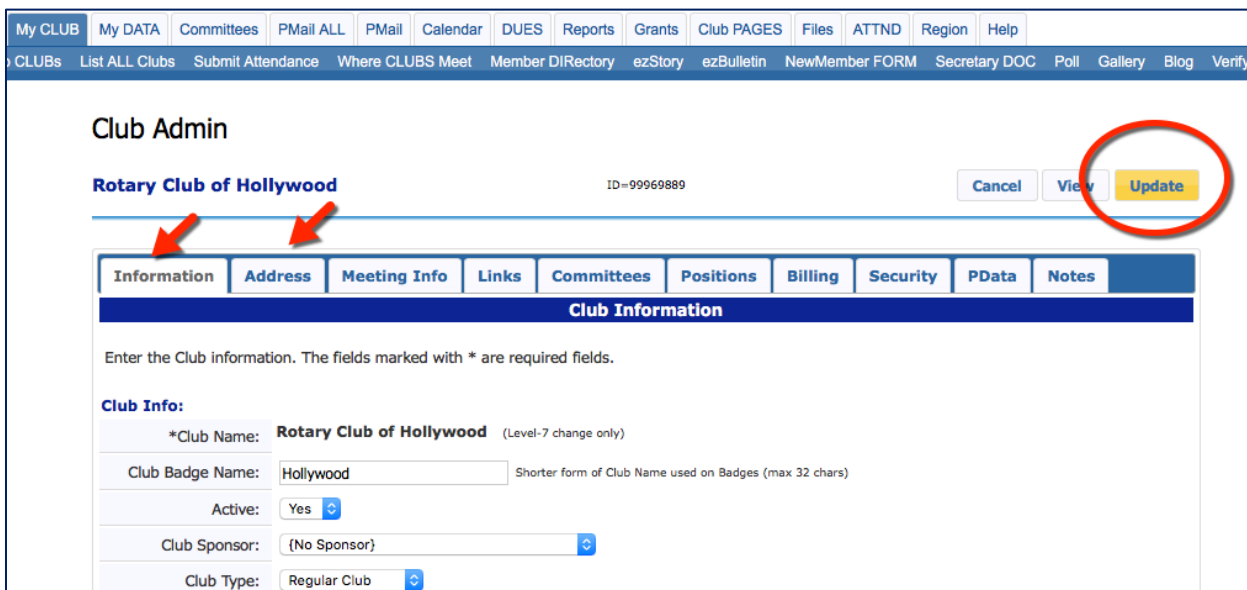 My CLUB My DATA Committees PMail ALL PMail Calendar DUES Reports Grants Club PAGES Files ATTND Region Help
CLUBs List ALL Clubs Submit Attendance Where CLUBS Meet Member DIRectory ezStory ezBulletin NewMember FORM Secretary DOC Poll Gallery Blog Verify
Club Admin
Rotary Club of Hollywood ID=99969889 Cancel View Update
Information Address Meeting Info Links Committees Positions Billing Security PData Notes
Club Information
Enter the Club information. The fields marked with * are required fields.
Club Info:
*Club Name: Rotary Club of Hollywood (Level-7 change only)
Club Badge Name: Hollywood Shorter form of Club Name used on Badges (max 32 chars)
Active: Yes
Club Sponsor: {No Sponsor}
Club Type: Regular Club